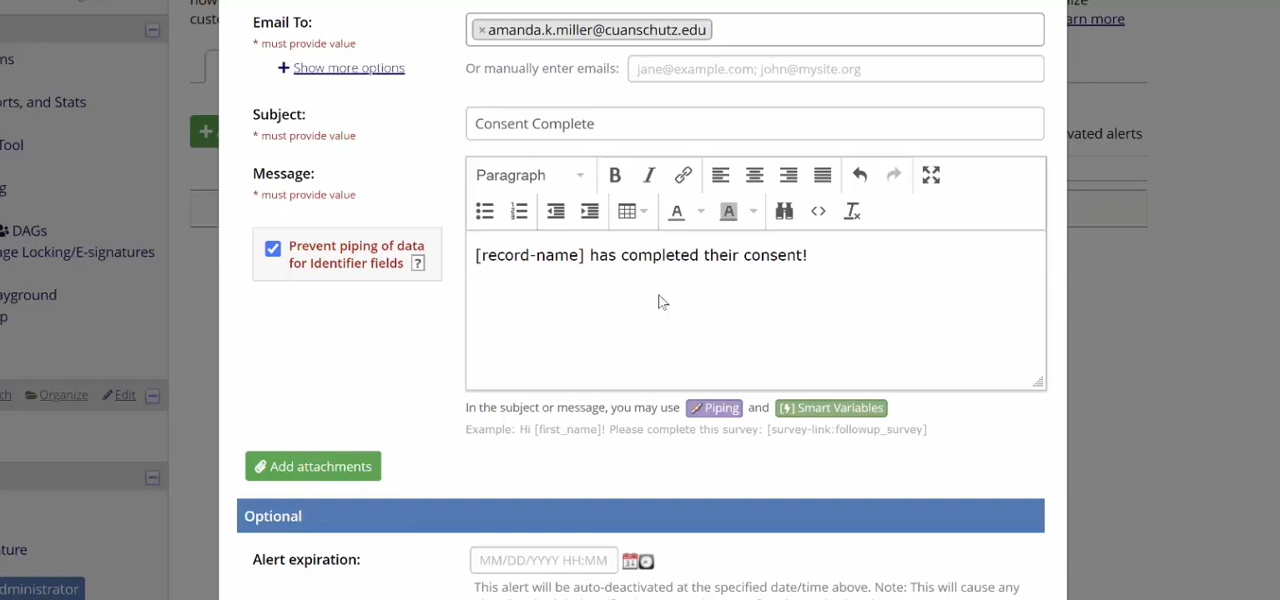 custo
Email To:
× amanda.k.miller@cuanschutz.edu
arn more
* must provide value
+ Show more options
Or manually enter emails:
jane@example.com; john@mysite.org
ns
orts, and Stats
Subject:
* must provide value
Consent Complete
+
vated alerts
Tool
Message:
* must provide value
Paragraph
B I
A A
<>
DAGs
age Locking/E-signatures
Prevent piping of data
for Identifier fields ?
[record-name] has completed their consent!
ayground
p
ch Organize Edit
In the subject or message, you may use Piping and Smart Variables
Example: Hi [first_name]! Please complete this survey: [survey-link:followup_survey]
Add attachments
Optional
Alert expiration:
MM/DD/YYYY HH:MM
ture
dministrator
This alert will be auto-deactivated at the specified date/time above. Note: This will cause any